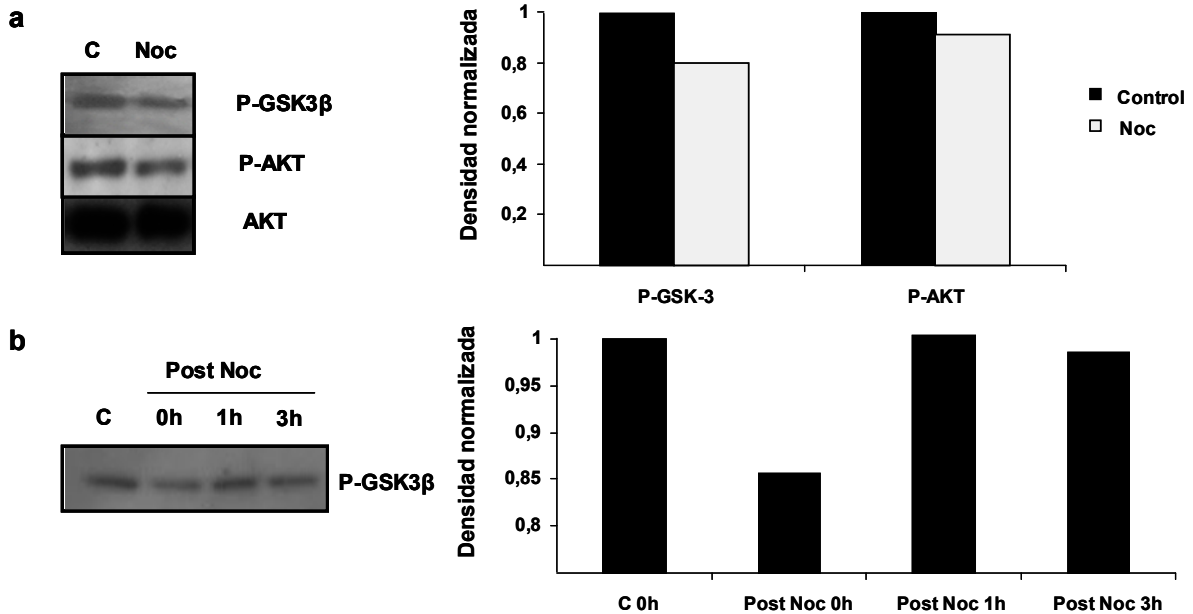 a
C Noc
P-GSK3β
P-AKT
AKT
Densidad normalizada
1
0,8
0,6
0,4
0,2
P-GSK-3 P-AKT
Control
Noc
b
Post Noc
C 0h 1h 3h
P-GSK3β
Densidad normalizada
1
0,95
0,9
0,85
0,8
C 0h Post Noc 0h Post Noc 1h Post Noc 3h